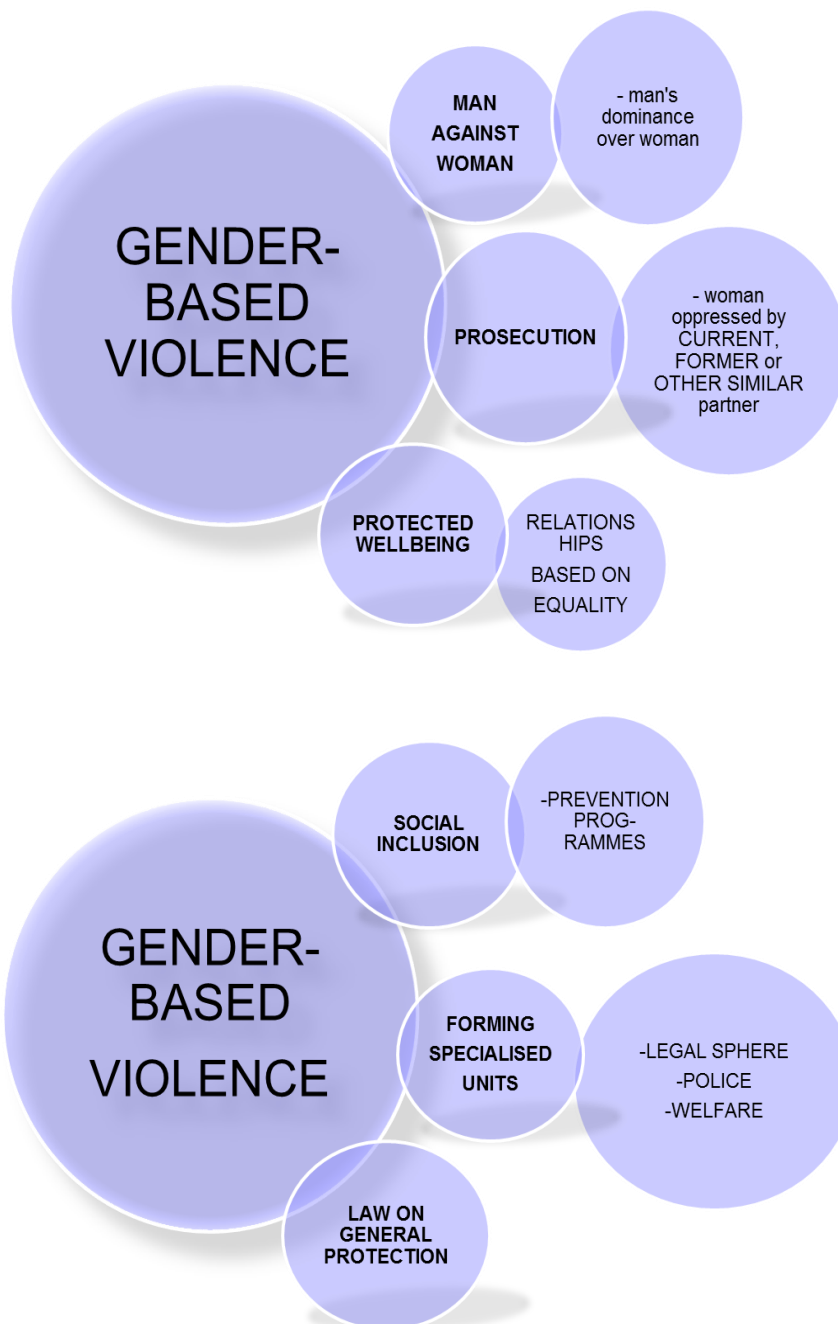 GENDER-
BASED
VIOLENCE
MAN
AGAINST
WOMAN
- man's
dominance
over woman
PROSECUTION
- woman
oppressed by
CURRENT,
FORMER or
OTHER SIMILAR
partner
PROTECTED
WELLBEING
RELATIONS
HIPS
BASED ON
EQUALITY
GENDER-
BASED
VIOLENCE
SOCIAL
INCLUSION
-PREVENTION
PROG-
RAMMES
FORMING
SPECIALISED
UNITS
-LEGAL SPHERE
-POLICE
-WELFARE
LAW ON
GENERAL
PROTECTION